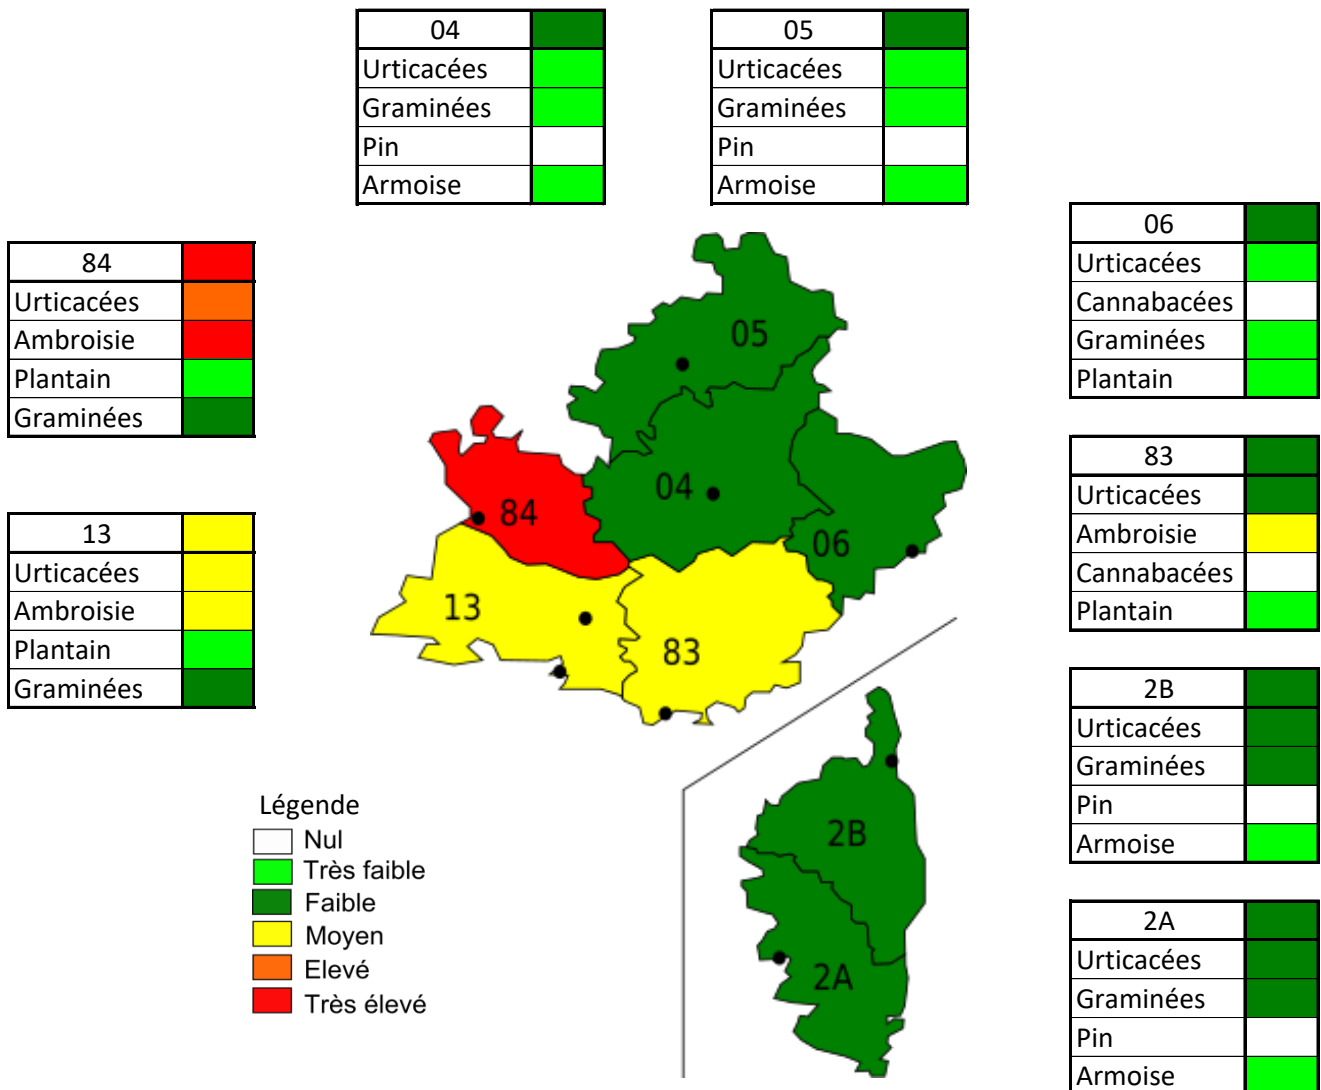 04
Urticacées
Graminées
Pin
Armoise
05
Urticacées
Graminées
Pin
Armoise
84
Urticacées
Ambroisie
Plantain
Graminées
13
Urticacées
Ambroisie
Plantain
Graminées
05
04
84
06
13
83
2B
2A
06
Urticacées
Cannabacées
Graminées
Plantain
83
Urticacées
Ambroisie
Cannabacées
Plantain
2B
Urticacées
Graminées
Pin
Armoise
2A
Urticacées
Graminées
Pin
Armoise
Légende
Nul
Très faible
Faible
Moyen
Elevé
Très élevé